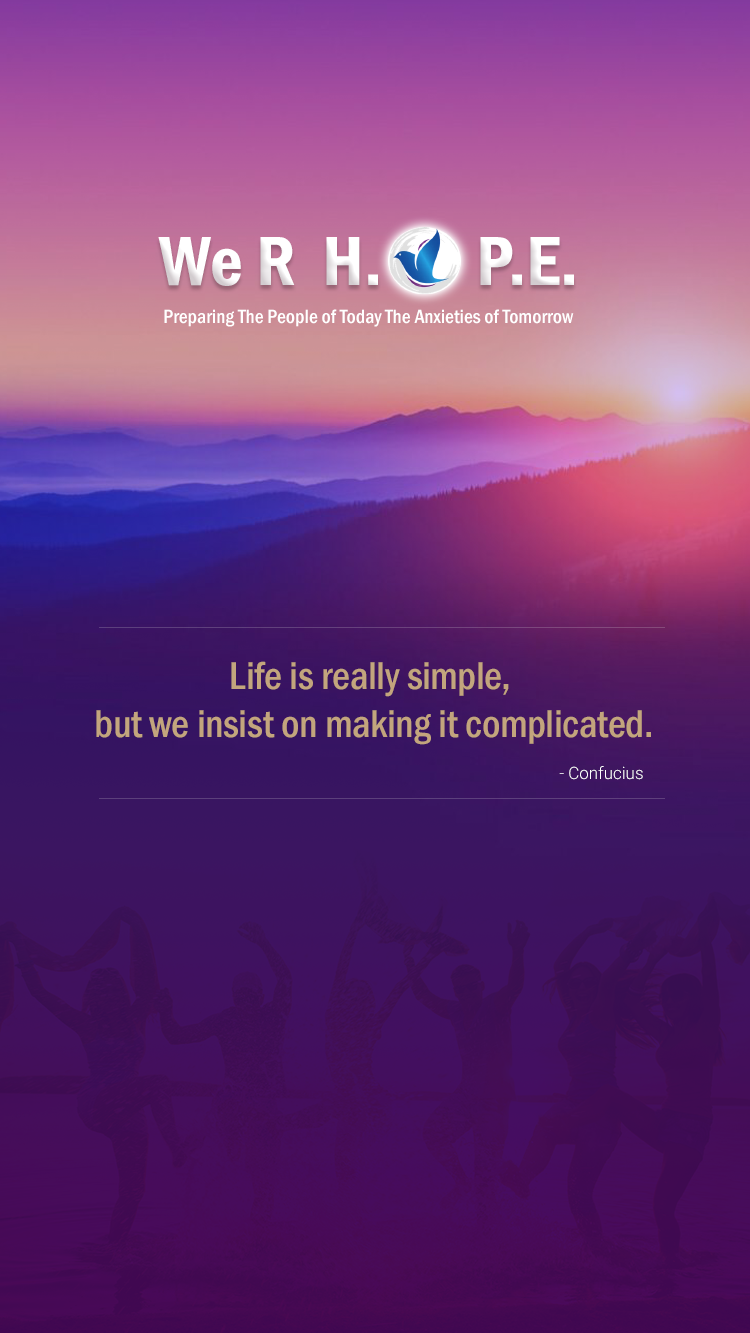 We R H. P.E.
Preparing The People of Today The Anxieties of Tomorrow
Life is really simple,
but we insist on making it complicated.
- Confucius